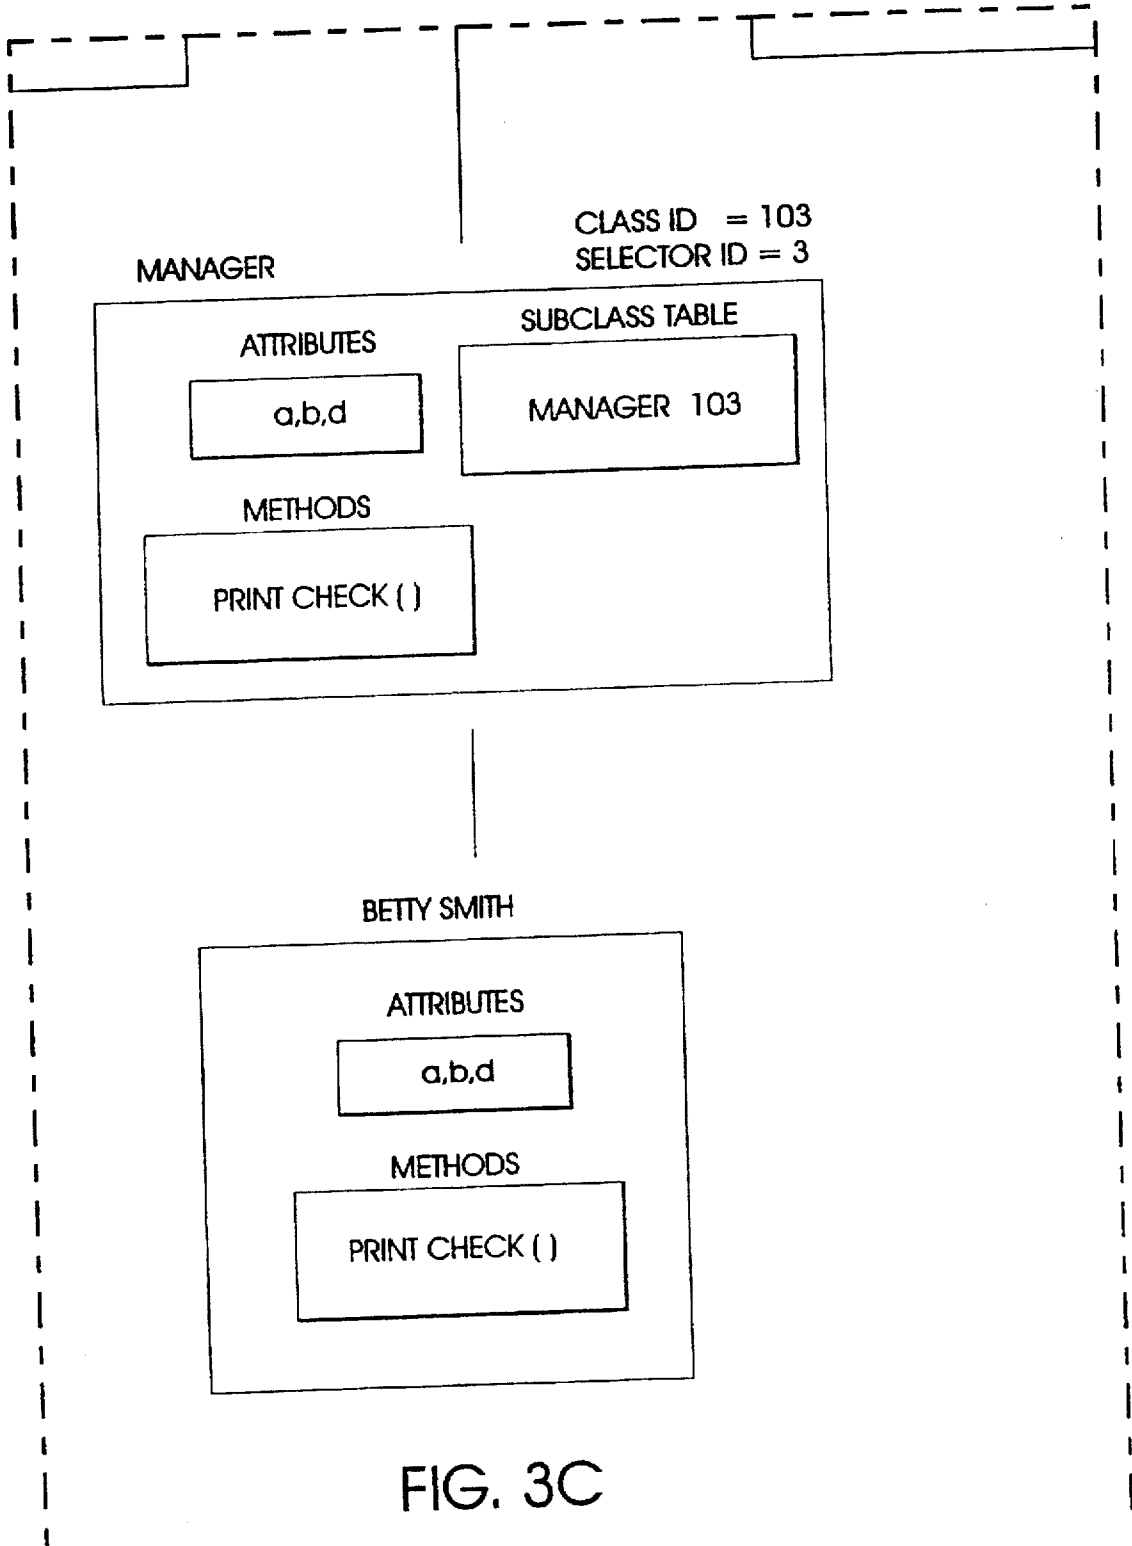 CLASS ID = 103
SELECTOR ID = 3
MANAGER
SUBCLASS TABLE
ATTRIBUTES
a,b,d
MANAGER 103
METHODS
PRINT CHECK ( )
BETTY SMITH
ATTRIBUTES
a,b,d
METHODS
PRINT CHECK ( )
FIG. 3C